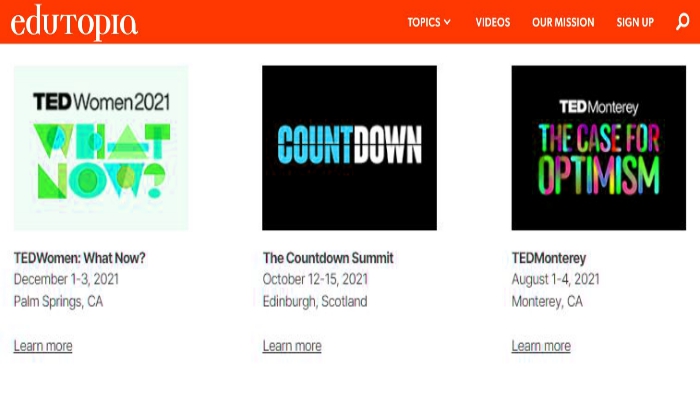 edutopia
TOPICS
VIDEOS
OUR MISSION
SIGN UP
TEDWomen2021
WHAT
NOW?
TEDWomen: What Now?
December 1-3, 2021
Palm Springs, CA
Learn more
COUNTDOWN
The Countdown Summit
October 12-15, 2021
Edinburgh, Scotland
Learn more
TEDMonterey
THE CASE FOR
OPTIMISM
TEDMonterey
August 1-4, 2021
Monterey, CA
Learn more